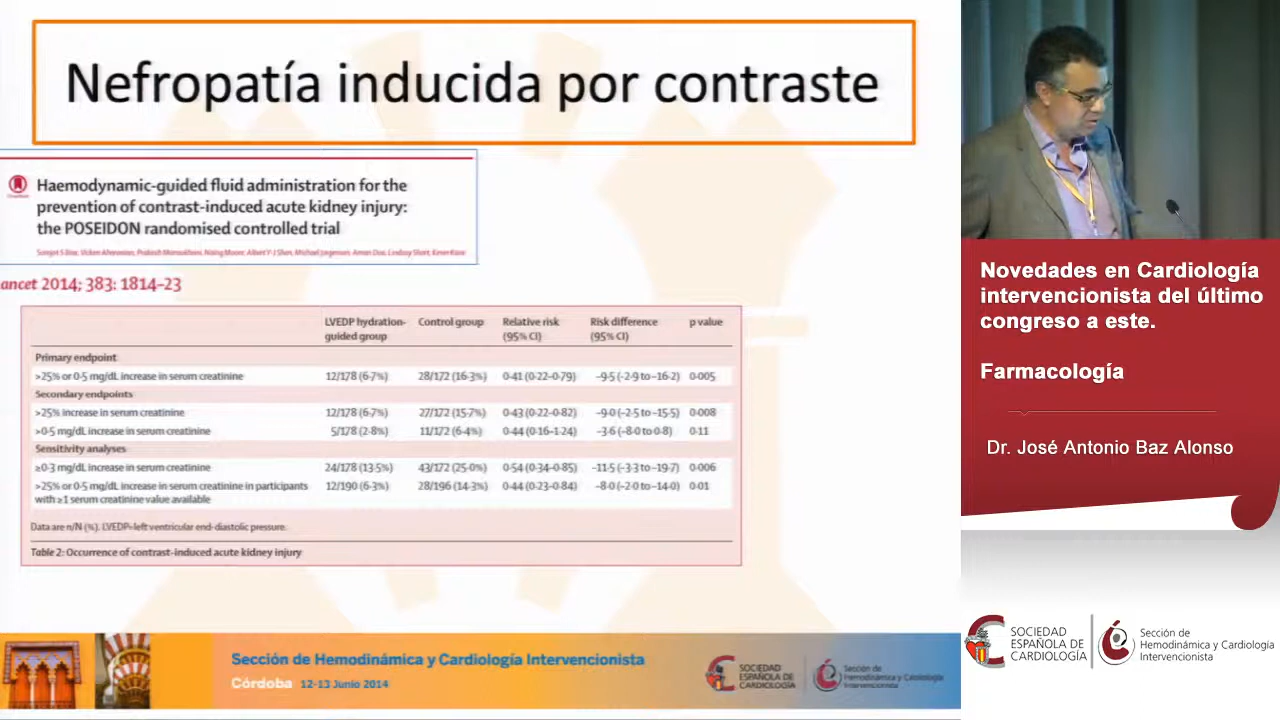 Nefropatía inducida por contraste
Haemodynamic-guided fluid administration for the
prevention of contrast-induced acute kidney injury:
the POSEIDON randomised controlled trial
ancet 2014; 383: 1814–23
LVEDP hydration- Control group Relative risk Risk difference p value
guided group (95% CI) (95% CI)
Primary endpoint
>25% or 0·5 mg/dL increase in serum creatinine 12/178 (6·7%) 28/172 (16·3%) 0·41 (0·22–0·79) –9·5 (–2·9 to –16·2) 0·005
Secondary endpoints
>25% increase in serum creatinine 12/178 (6·7%) 27/172 (15·7%) 0·43 (0·22–0·82) –9·0 (–2·5 to –15·5) 0·008
>0·5 mg/dL increase in serum creatinine 5/178 (2·8%) 11/172 (6·4%) 0·44 (0·16–1·24) –3·6 (–8·0 to 0·8) 0·11
Sensitivity analyses
≥0·3 mg/dL increase in serum creatinine 24/178 (13·5%) 43/172 (25·0%) 0·54 (0·34–0·85) –11·5 (–3·3 to –19·7) 0·006
>25% or 0·5 mg/dL increase in serum creatinine in participants 12/190 (6·3%) 28/196 (14·3%) 0·44 (0·23–0·84) –8·0 (–2·0 to –14·0) 0·01
with ≥1 serum creatinine value available
Data are n/N (%). LVEDP=left ventricular end-diastolic pressure.
Table 2: Occurrence of contrast-induced acute kidney injury
Sección de Hemodinámica y Cardiología Intervencionista
Córdoba 12-13 Junio 2014
SOCIEDAD
ESPAÑOLA DE
CARDIOLOGÍA
Sección de
Hemodinámica y Cardiología
Intervencionista
Novedades en Cardiología
intervencionista del último
congreso a este.
Farmacología
Dr. José Antonio Baz Alonso
SOCIEDAD
ESPAÑOLA DE
CARDIOLOGÍA
Sección de
Hemodinámica y Cardiología
Intervencionista